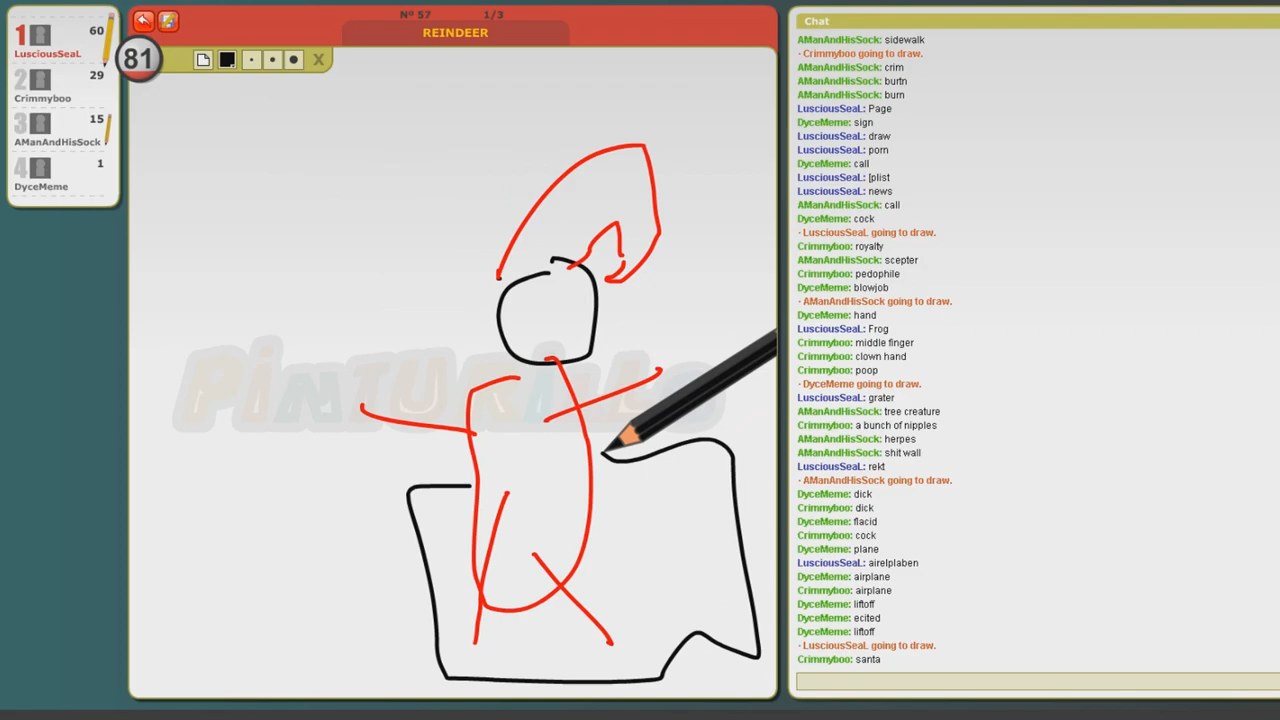 1
60
LusciousSeaL
2
29
Crimmyboo
3
15
AManAndHisSock
4
1
DyceMeme
81
Nº 57
1/3
REINDEER
X
PINTURILLO
Chat
AManAndHisSock: sidewalk
· Crimmyboo going to draw.
AManAndHisSock: crim
AManAndHisSock: burtn
AManAndHisSock: burn
LusciousSeaL: Page
DyceMeme: sign
LusciousSeaL: draw
LusciousSeaL: porn
DyceMeme: call
LusciousSeaL: [plist
LusciousSeaL: news
AManAndHisSock: call
DyceMeme: cock
· LusciousSeaL going to draw.
Crimmyboo: royalty
AManAndHisSock: scepter
Crimmyboo: pedophile
DyceMeme: blowjob
· AManAndHisSock going to draw.
DyceMeme: hand
LusciousSeaL: Frog
Crimmyboo: middle finger
Crimmyboo: clown hand
Crimmyboo: poop
· DyceMeme going to draw.
LusciousSeaL: grater
AManAndHisSock: tree creature
Crimmyboo: a bunch of nipples
AManAndHisSock: herpes
AManAndHisSock: shit wall
LusciousSeaL: rekt
· AManAndHisSock going to draw.
DyceMeme: dick
Crimmyboo: dick
DyceMeme: flacid
Crimmyboo: cock
DyceMeme: plane
LusciousSeaL: airelplaben
DyceMeme: airplane
Crimmyboo: airplane
DyceMeme: liftoff
DyceMeme: ecited
DyceMeme: liftoff
· LusciousSeaL going to draw.
Crimmyboo: santa